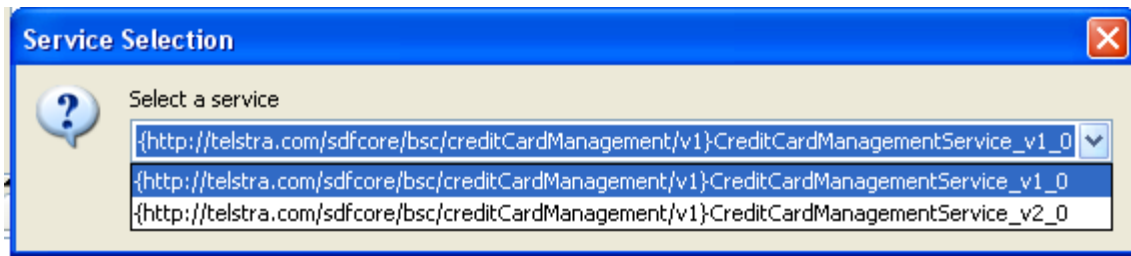 Service Selection
Select a service
{http://telstra.com/sdfcore/bsc/creditCardManagement/v1}CreditCardManagementService_v1_0
{http://telstra.com/sdfcore/bsc/creditCardManagement/v1}CreditCardManagementService_v1_0
{http://telstra.com/sdfcore/bsc/creditCardManagement/v1}CreditCardManagementService_v2_0